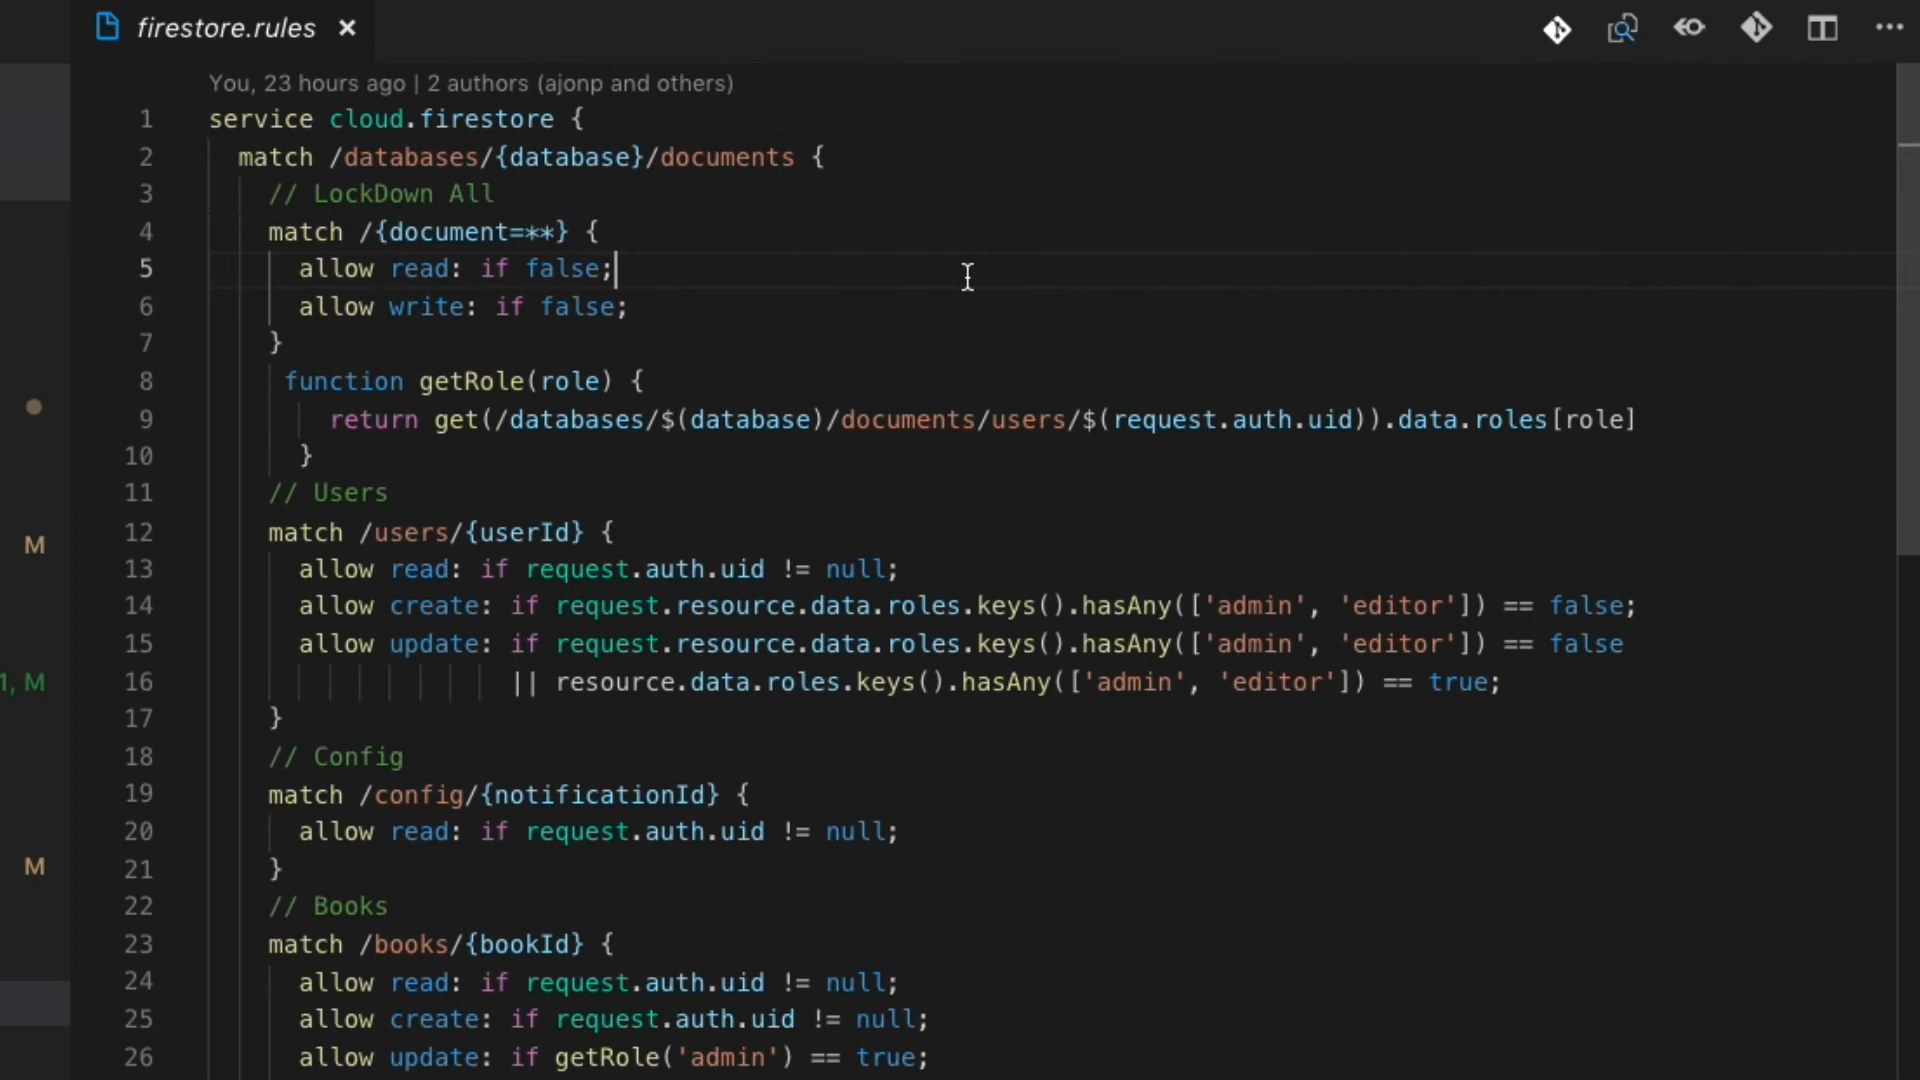 firestore.rules ×
You, 23 hours ago | 2 authors (ajonp and others)
1 service cloud.firestore {
2 match /databases/{database}/documents {
3 // LockDown All
4 match /{document=**} {
5 allow read: if false;
6 allow write: if false;
7 }
8 function getRole(role) {
9 return get(/databases/$(database)/documents/users/$(request.auth.uid)).data.roles[role]
10 }
11 // Users
12 match /users/{userId} {
13 allow read: if request.auth.uid != null;
14 allow create: if request.resource.data.roles.keys().hasAny(['admin', 'editor']) == false;
15 allow update: if request.resource.data.roles.keys().hasAny(['admin', 'editor']) == false
16 || resource.data.roles.keys().hasAny(['admin', 'editor']) == true;
17 }
18 // Config
19 match /config/{notificationId} {
20 allow read: if request.auth.uid != null;
21 }
22 // Books
23 match /books/{bookId} {
24 allow read: if request.auth.uid != null;
25 allow create: if request.auth.uid != null;
26 allow update: if getRole('admin') == true;
M
1, M
M